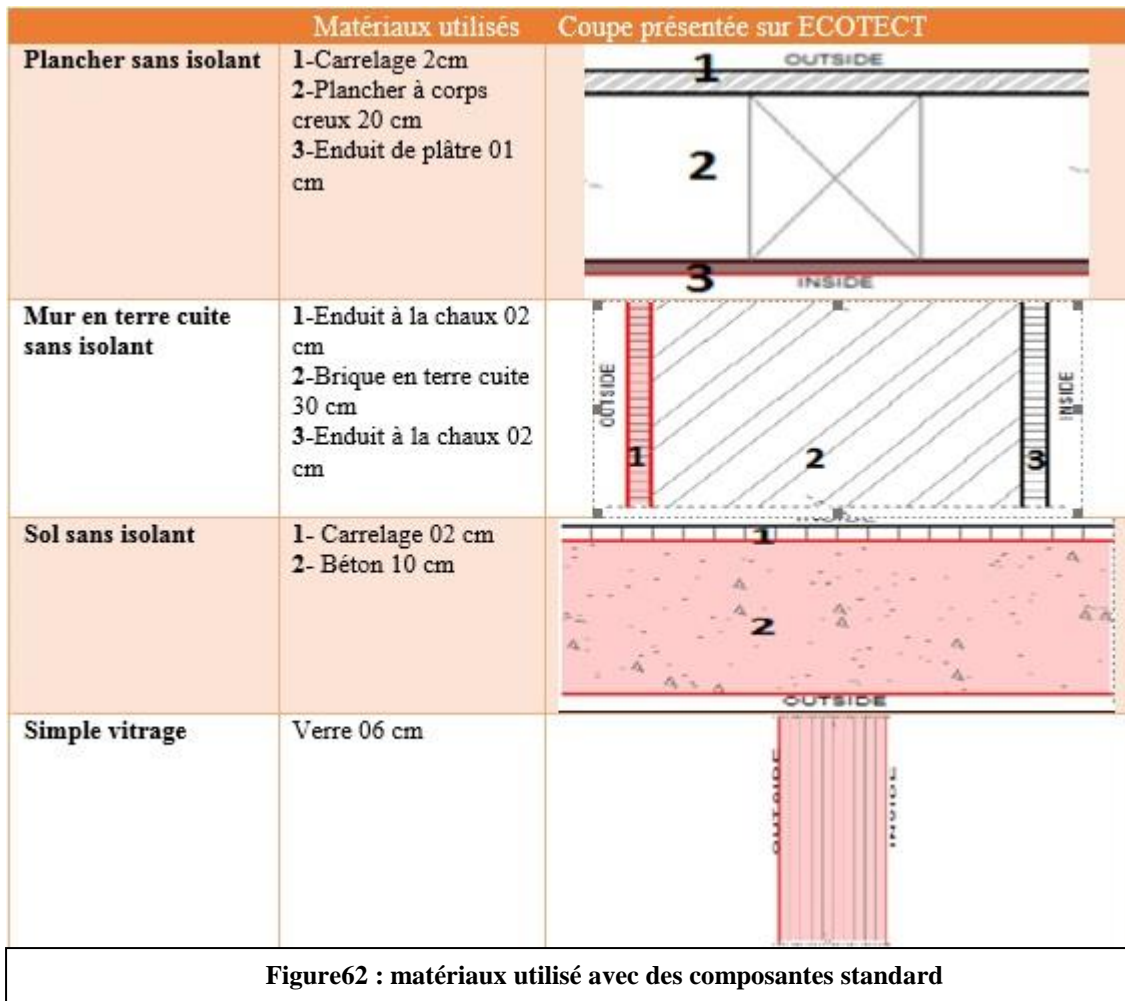 Matériaux utilisés
Coupe présentée sur ECOTECT
Plancher sans isolant
1-Carrelage 2cm
2-Plancher à corps
creux 20 cm
3-Enduit de plâtre 01
cm
OUTSIDE
1
2
3
INSIDE
Mur en terre cuite
sans isolant
1-Enduit à la chaux 02
cm
2-Brique en terre cuite
30 cm
3-Enduit à la chaux 02
cm
OUTSIDE
1
2
3
INSIDE
Sol sans isolant
1- Carrelage 02 cm
2- Béton 10 cm
INSIDE
1
2
OUTSIDE
Simple vitrage
Verre 06 cm
OUTSIDE
INSIDE
Figure62 : matériaux utilisé avec des composantes standard